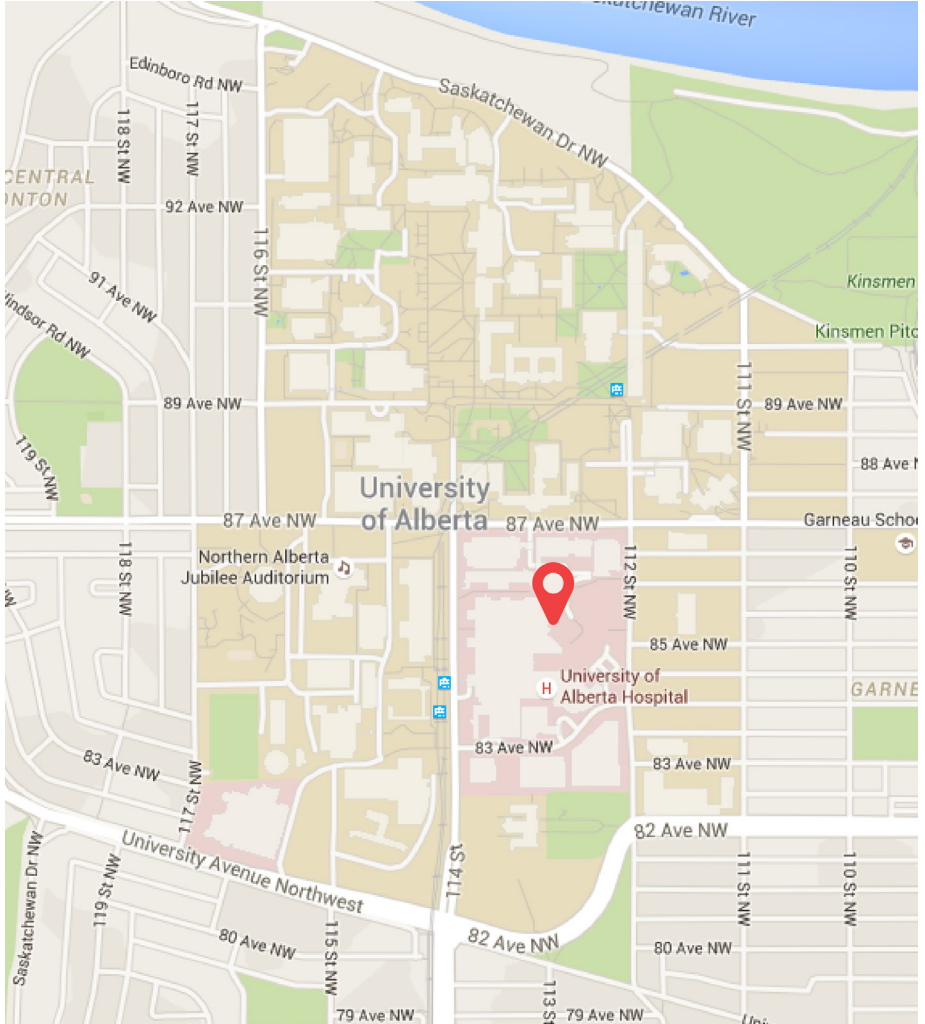 skatchewan River
Edinboro Rd NW
Saskatchewan Dr NW
118 St NW
117 St NW
CENTRAL
ONTON
92 Ave NW
116 St NW
91 Ave NW
Windsor Rd NW
Kinsmen
Kinsmen Pitc
111 St NW
89 Ave NW
89 Ave NW
119 St NW
88 Ave N
University
of Alberta
87 Ave NW
87 Ave NW
Garneau Schoo
Northern Alberta
Jubilee Auditorium
118 St NW
112 St NW
110 St NW
NW
85 Ave NW
H
University of
Alberta Hospital
GARNE
83 Ave NW
83 Ave NW
83 Ave NW
117 St NW
82 Ave NW
University Avenue Northwest
Saskatchewan Dr NW
119 St NW
114 St
111 St NW
110 St NW
80 Ave NW
115 St NW
82 Ave NW
80 Ave NW
113 St
79 Ave NW
79 Ave NW